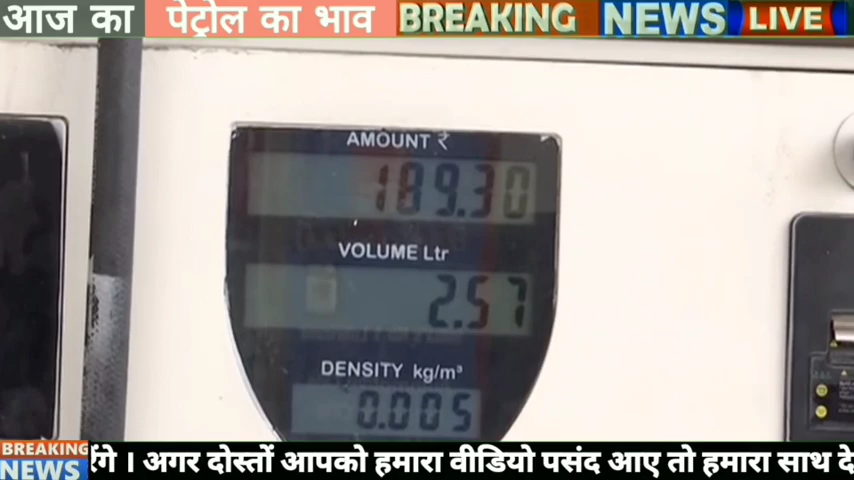 आज का पेट्रोल का भाव BREAKING NEWS LIVE
AMOUNT ₹
189.30
VOLUME Ltr
2.57
DENSITY kg/m³
0.005
BREAKING NEWS
रेंगे । अगर दोस्तों आपको हमारा वीडियो पसंद आए तो हमारा साथ दे